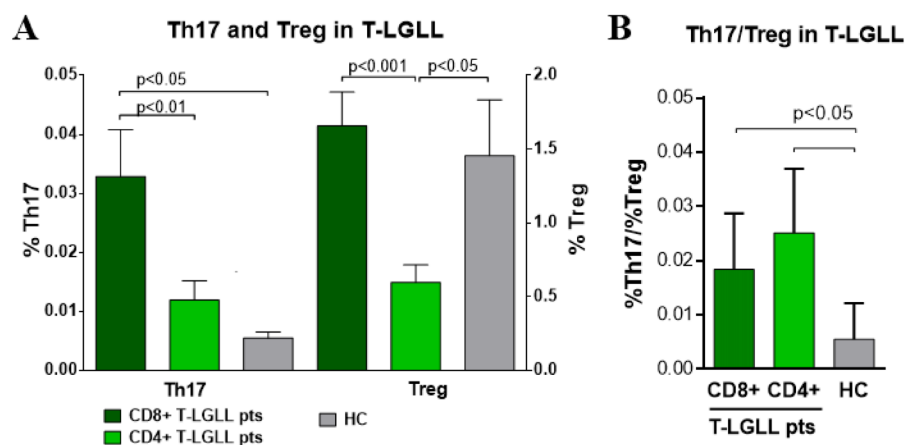 A
Th17 and Treg in T-LGLL
0.05
0.04
0.03
0.02
0.01
0.00
% Th17
p<0.05
p<0.01
p<0.001
p<0.05
2.0
1.5
1.0
0.5
0.0
% Treg
Th17
Treg
CD8+ T-LGLL pts
CD4+ T-LGLL pts
HC
B
Th17/Treg in T-LGLL
0.05
0.04
0.03
0.02
0.01
0.00
%Th17/%Treg
p<0.05
CD8+ CD4+ HC
T-LGLL pts